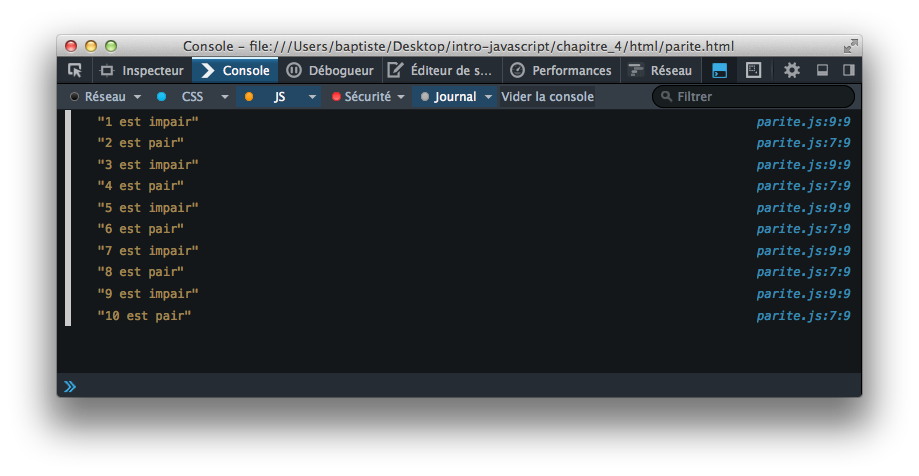 Console – file:///Users/baptiste/Desktop/intro-javascript/chapitre_4/html/parite.html
Inspecteur Console Débogueur Éditeur de s... Performances Réseau
Réseau CSS JS Sécurité Journal Vider la console Filtrer
"1 est impair" parite.js:9:9
"2 est pair" parite.js:7:9
"3 est impair" parite.js:9:9
"4 est pair" parite.js:7:9
"5 est impair" parite.js:9:9
"6 est pair" parite.js:7:9
"7 est impair" parite.js:9:9
"8 est pair" parite.js:7:9
"9 est impair" parite.js:9:9
"10 est pair" parite.js:7:9